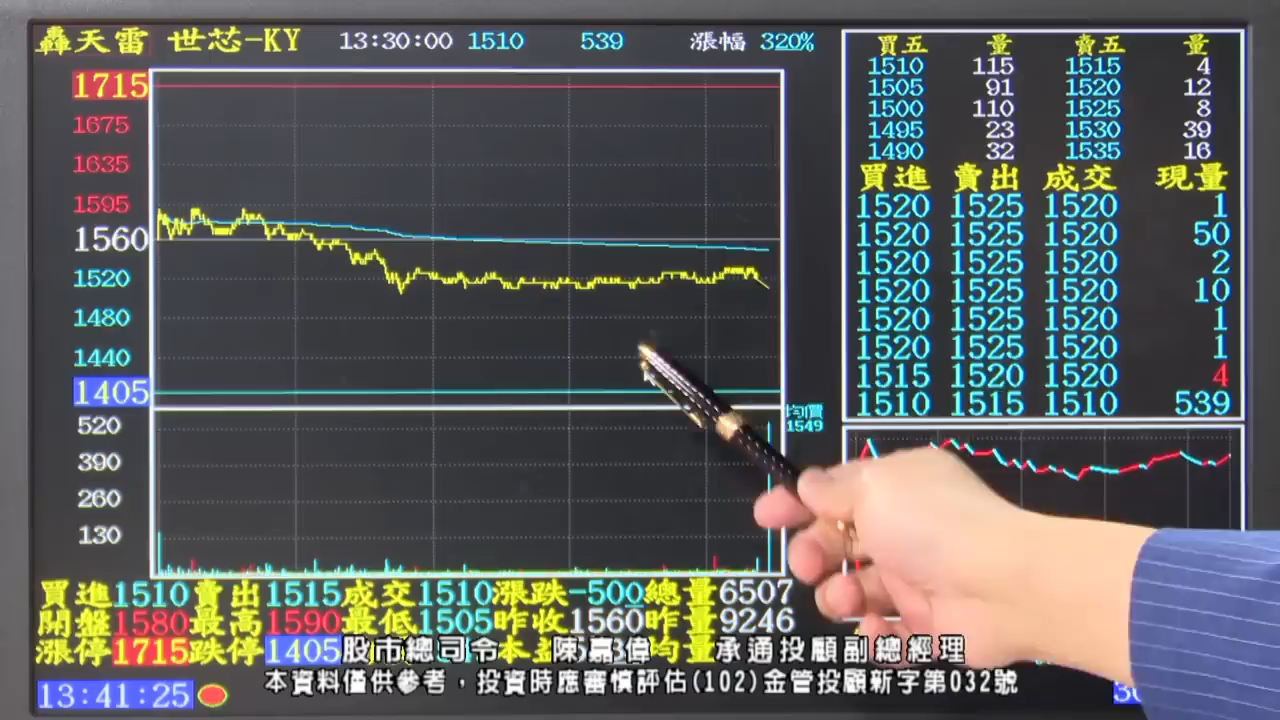 轟天雷 世芯-KY 13:30:00 1510 539 漲幅 320%
1715
1675
1635
1595
1560
1520
1480
1440
1405
520
390
260
130
均價
1549
買五 量 賣五 量
1510 115 1515 4
1505 91 1520 12
1500 110 1525 8
1495 23 1530 39
1490 32 1535 16
買進 賣出 成交 現量
1520 1525 1520 1
1520 1525 1520 50
1520 1525 1520 2
1520 1525 1520 10
1520 1525 1520 1
1520 1525 1520 1
1515 1520 1520 4
1510 1515 1510 539
買進1510賣出1515成交1510漲跌-500總量6507
開盤1580最高1590最低1505昨收1560昨量9246
漲停1715跌停1405 本 均量
股市總司令 陳嘉偉 承通投顧副總經理
本資料僅供參考，投資時應審慎評估(102)金管投顧新字第032號
13:41:25